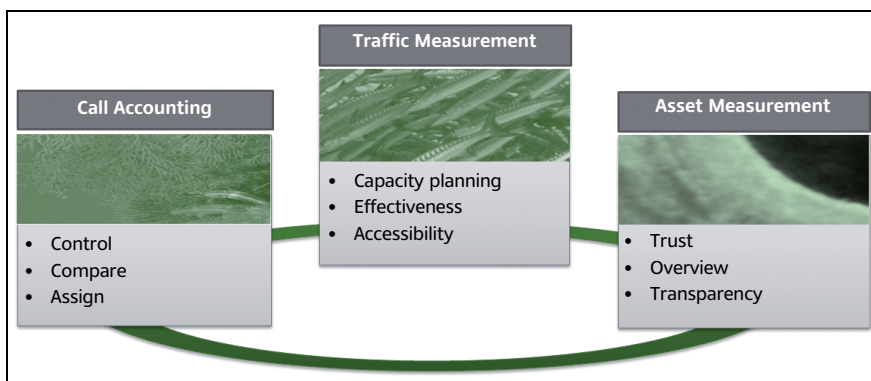 Traffic Measurement
• Capacity planning
• Effectiveness
• Accessibility
Call Accounting
• Control
• Compare
• Assign
Asset Measurement
• Trust
• Overview
• Transparency